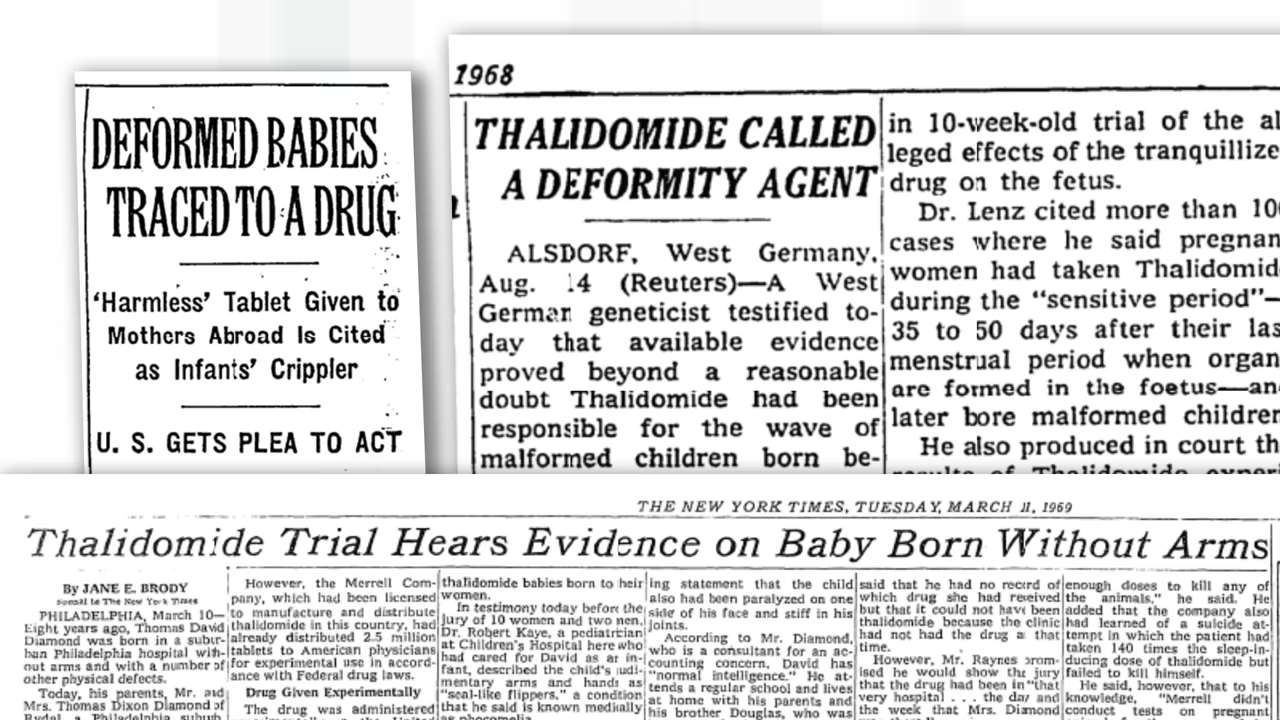 DEFORMED BABIES
TRACED TO A DRUG
'Harmless' Tablet Given to
Mothers Abroad Is Cited
as Infants' Crippler
U. S. GETS PLEA TO ACT
1968
THALIDOMIDE CALLED
A DEFORMITY AGENT
ALSDORF, West Germany,
Aug. 14 (Reuters)—A West
German geneticist testified to-
day that available evidence
proved beyond a reasonable
doubt Thalidomide had been
responsible for the wave of
malformed children born be-
in 10-week-old trial of the al
leged effects of the tranquillize
drug on the fetus.
Dr. Lenz cited more than 10
cases where he said pregnan
women had taken Thalidomid
during the "sensitive period"—
35 to 50 days after their las
menstrual period when organ
are formed in the foetus—an
later bore malformed children
He also produced in court th
results of Thalidomide experi
THE NEW YORK TIMES, TUESDAY, MARCH 11, 1969
Thalidomide Trial Hears Evidence on Baby Born Without Arms
By JANE E. BRODY
Special to The New York Times
PHILADELPHIA, March 10—
Eight years ago, Thomas David
Diamond was born in a subur-
ban Philadelphia hospital with-
out arms and with a number of
other physical defects.
Today, his parents, Mr. and
Mrs. Thomas Dixon Diamond of
Rydal, a Philadelphia suburb
However, the Merrell Com-
pany, which had been licensed
to manufacture and distribute
thalidomide in this country, had
already distributed 2.5 million
tablets to American physicians
for experimental use in accord-
ance with Federal drug laws.
Drug Given Experimentally
The drug was administered
thalidomide babies born to heir
women.
In testimony today before the
jury of 10 women and two men,
Dr. Robert Kaye, a pediatrician
at Children's Hospital here who
had cared for David as an in-
fant, described the child's rudi-
mentary arms and hands as
"seal-like flippers," a condition
that he said is known medically
as phocomelia.
ing statement that the child
also had been paralyzed on one
side of his face and stiff in his
joints.
According to Mr. Diamond,
who is a consultant for an ac-
counting concern, David has
"normal intelligence." He at-
tends a regular school and lives
at home with his parents and
his brother Douglas, who was
said that he had no record of
which drug she had received
but that it could not have been
thalidomide because the clinic
had not had the drug a that
time.
However, Mr. Raynes prom-
ised he would show the jury
that the drug had been in "that
very hospital . . . the day and
the week that Mrs. Diamond
enough doses to kill any of
the animals," he said. He
added that the company also
had learned of a suicide at-
tempt in which the patient had
taken 140 times the sleep-in-
ducing dose of thalidomide but
failed to kill himself.
He said, however, that to his
knowledge, "Merrell didn't
conduct tests on pregnant